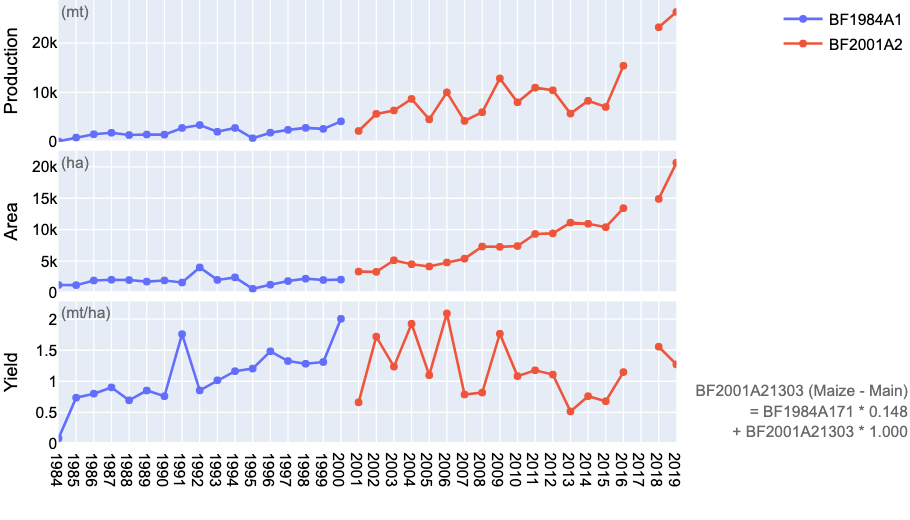 (mt)
Production
20k
10k
0
BF1984A1
BF2001A2
(ha)
Area
20k
15k
10k
5k
0
(mt/ha)
Yield
2
1.5
1
0.5
0
1984
1985
1986
1987
1988
1989
1990
1991
1992
1993
1994
1995
1996
1997
1998
1999
2000
2001
2002
2003
2004
2005
2006
2007
2008
2009
2010
2011
2012
2013
2014
2015
2016
2017
2018
2019
BF2001A21303 (Maize - Main)
= BF1984A171 * 0.148
+ BF2001A21303 * 1.000